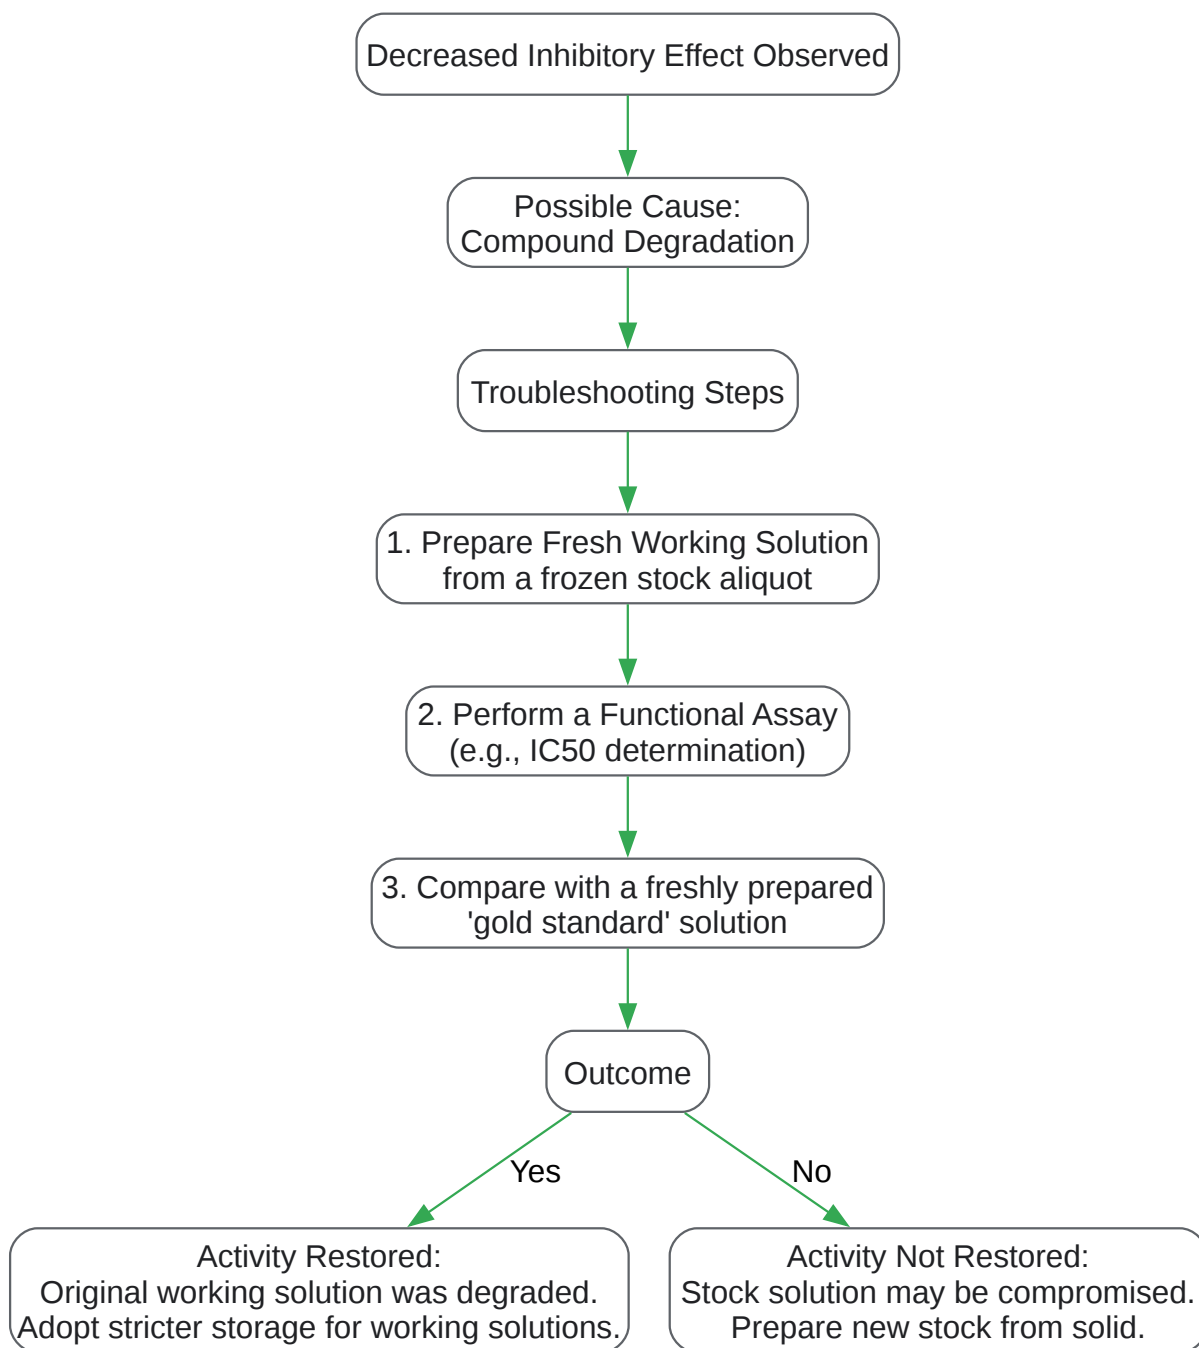 Decreased Inhibitory Effect Observed
Possible Cause:
Compound Degradation
Troubleshooting Steps
1. Prepare Fresh Working Solution
from a frozen stock aliquot
2. Perform a Functional Assay
(e.g., IC50 determination)
3. Compare with a freshly prepared
'gold standard' solution
Outcome
Yes
No
Activity Restored:
Original working solution was degraded.
Adopt stricter storage for working solutions.
Activity Not Restored:
Stock solution may be compromised.
Prepare new stock from solid.